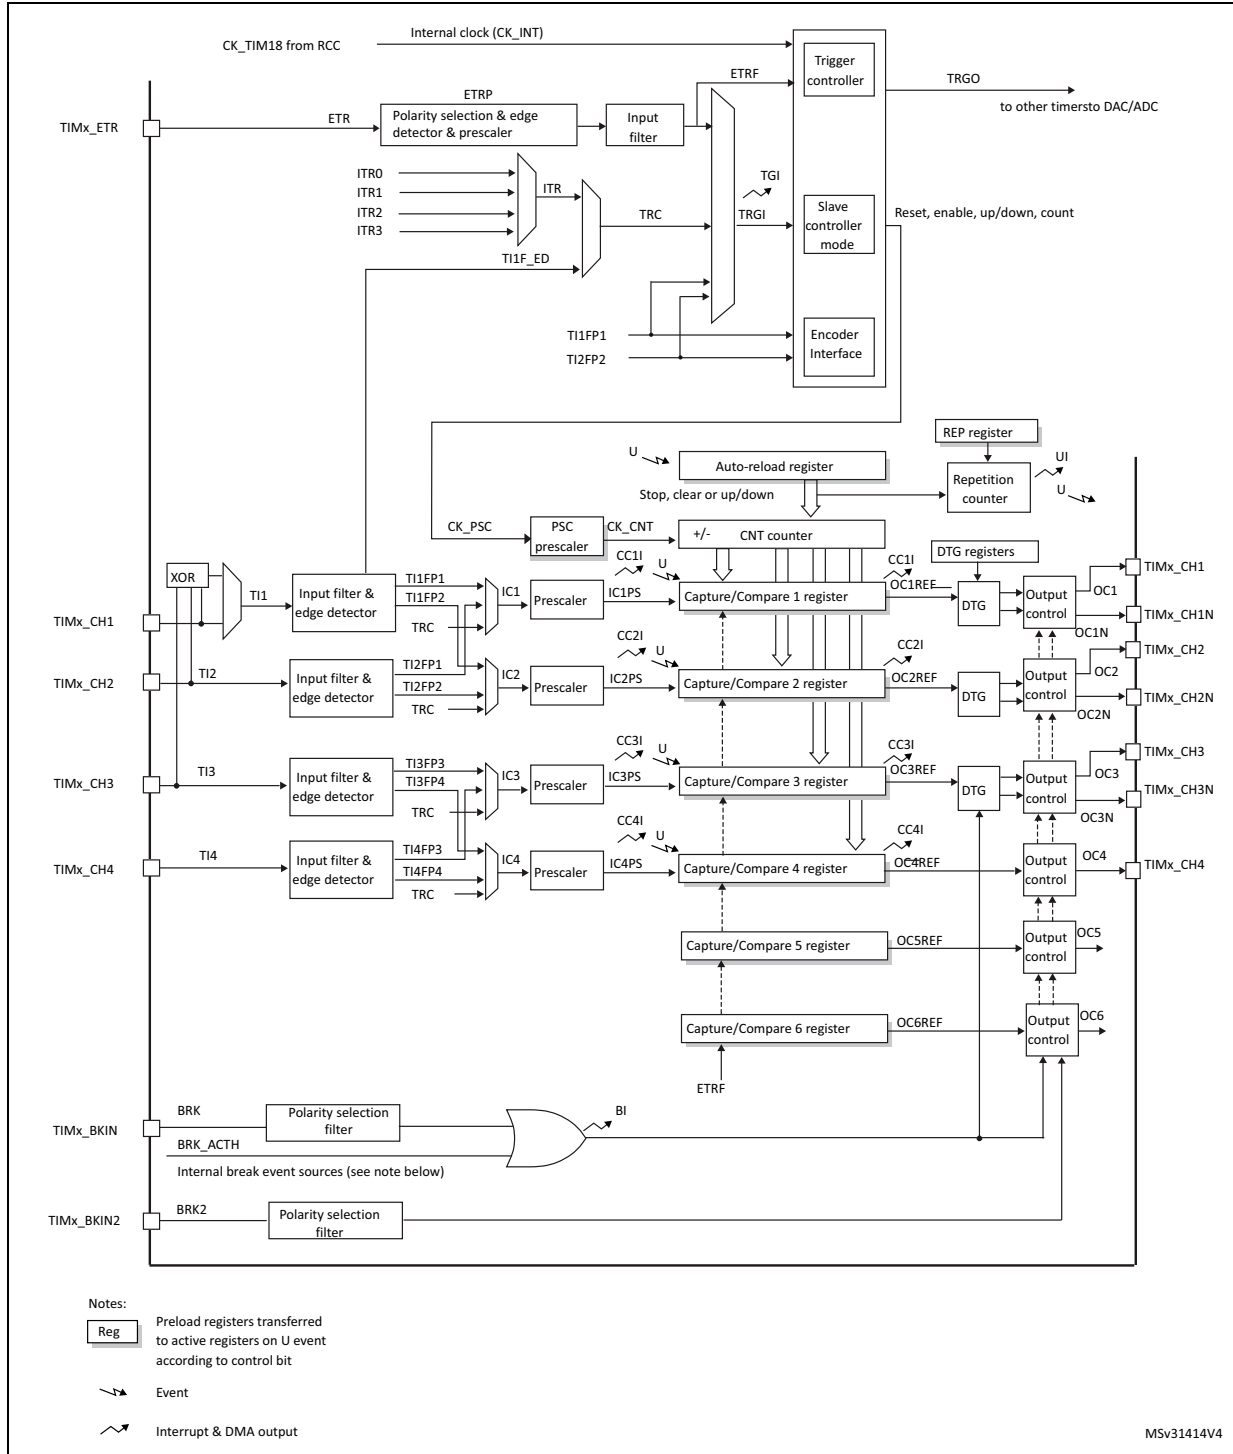 Internal clock (CK_INT)
CK_TIM18 from RCC
Trigger
controller
ETRF
TRGO
to other timersto DAC/ADC
ETRP
TIMx_ETR
ETR
Polarity selection & edge
detector & prescaler
Input
filter
ITR0
ITR1
ITR2
ITR3
ITR
TGI
TRC
TRGI
Slave
controller
mode
Reset, enable, up/down, count
TI1F_ED
TI1FP1
TI2FP2
Encoder
Interface
REP register
U
Auto-reload register
UI
Repetition
counter
U
Stop, clear or up/down
CK_PSC
PSC
prescaler
CK_CNT
+/-
CNT counter
DTG registers
XOR
TI1
Input filter &
edge detector
TI1FP1
TI1FP2
TRC
IC1
Prescaler
CC1I
U
IC1PS
Capture/Compare 1 register
CC1I
OC1REF
DTG
Output
control
OC1
TIMx_CH1
TIMx_CH1
TIMx_CH1N
OC1N
TIMx_CH2
TI2
Input filter &
edge detector
TI2FP1
TI2FP2
TRC
IC2
Prescaler
CC2I
U
IC2PS
Capture/Compare 2 register
CC2I
OC2REF
DTG
Output
control
OC2
TIMx_CH2
TIMx_CH2N
OC2N
TIMx_CH3
TI3
Input filter &
edge detector
TI3FP3
TI3FP4
TRC
IC3
Prescaler
CC3I
U
IC3PS
Capture/Compare 3 register
CC3I
OC3REF
DTG
Output
control
OC3
TIMx_CH3
TIMx_CH3N
OC3N
TIMx_CH4
TI4
Input filter &
edge detector
TI4FP3
TI4FP4
TRC
IC4
Prescaler
CC4I
U
IC4PS
Capture/Compare 4 register
CC4I
OC4REF
Output
control
OC4
TIMx_CH4
Capture/Compare 5 register
OC5REF
Output
control
OC5
Capture/Compare 6 register
OC6REF
Output
control
OC6
ETRF
TIMx_BKIN
BRK
Polarity selection
filter
BI
BRK_ACTH
Internal break event sources (see note below)
TIMx_BKIN2
BRK2
Polarity selection
filter
Notes:
Reg
Preload registers transferred
to active registers on U event
according to control bit
Event
Interrupt & DMA output
MSv31414V4